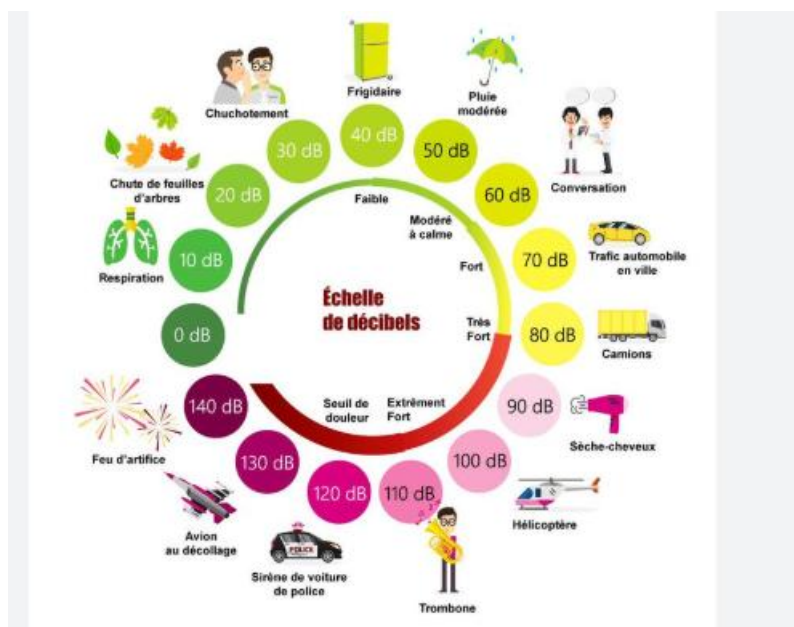 Échelle
de décibels
0 dB
10 dB
Respiration
20 dB
Chute de feuilles
d'arbres
30 dB
Chuchotement
40 dB
Frigidaire
50 dB
Pluie
modérée
60 dB
Conversation
70 dB
Trafic automobile
en ville
80 dB
Camions
90 dB
Sèche-cheveux
100 dB
Hélicoptère
110 dB
Trombone
120 dB
Sirène de voiture
de police
POLICE
130 dB
Avion
au décollage
140 dB
Feu d'artifice
Faible
Modéré
à calme
Fort
Très
Fort
Extrêment
Fort
Seuil de
douleur